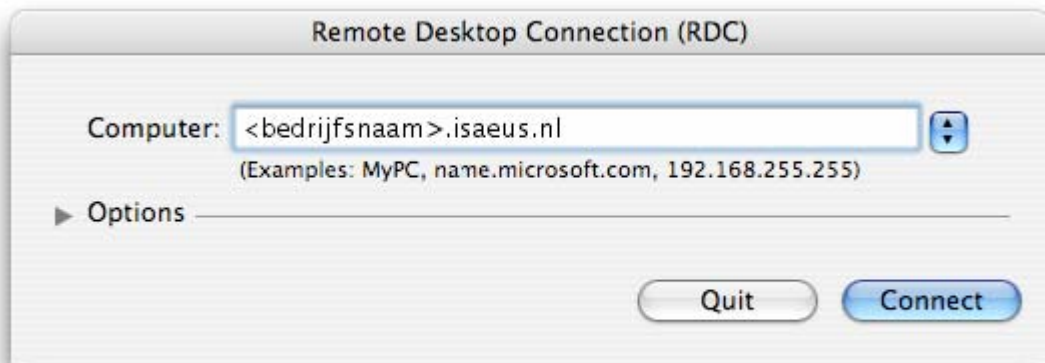 Remote Desktop Connection (RDC)
Computer: <bedrijfsnaam>.isaeus.nl
(Examples: MyPC, name.microsoft.com, 192.168.255.255)
Options
Quit Connect